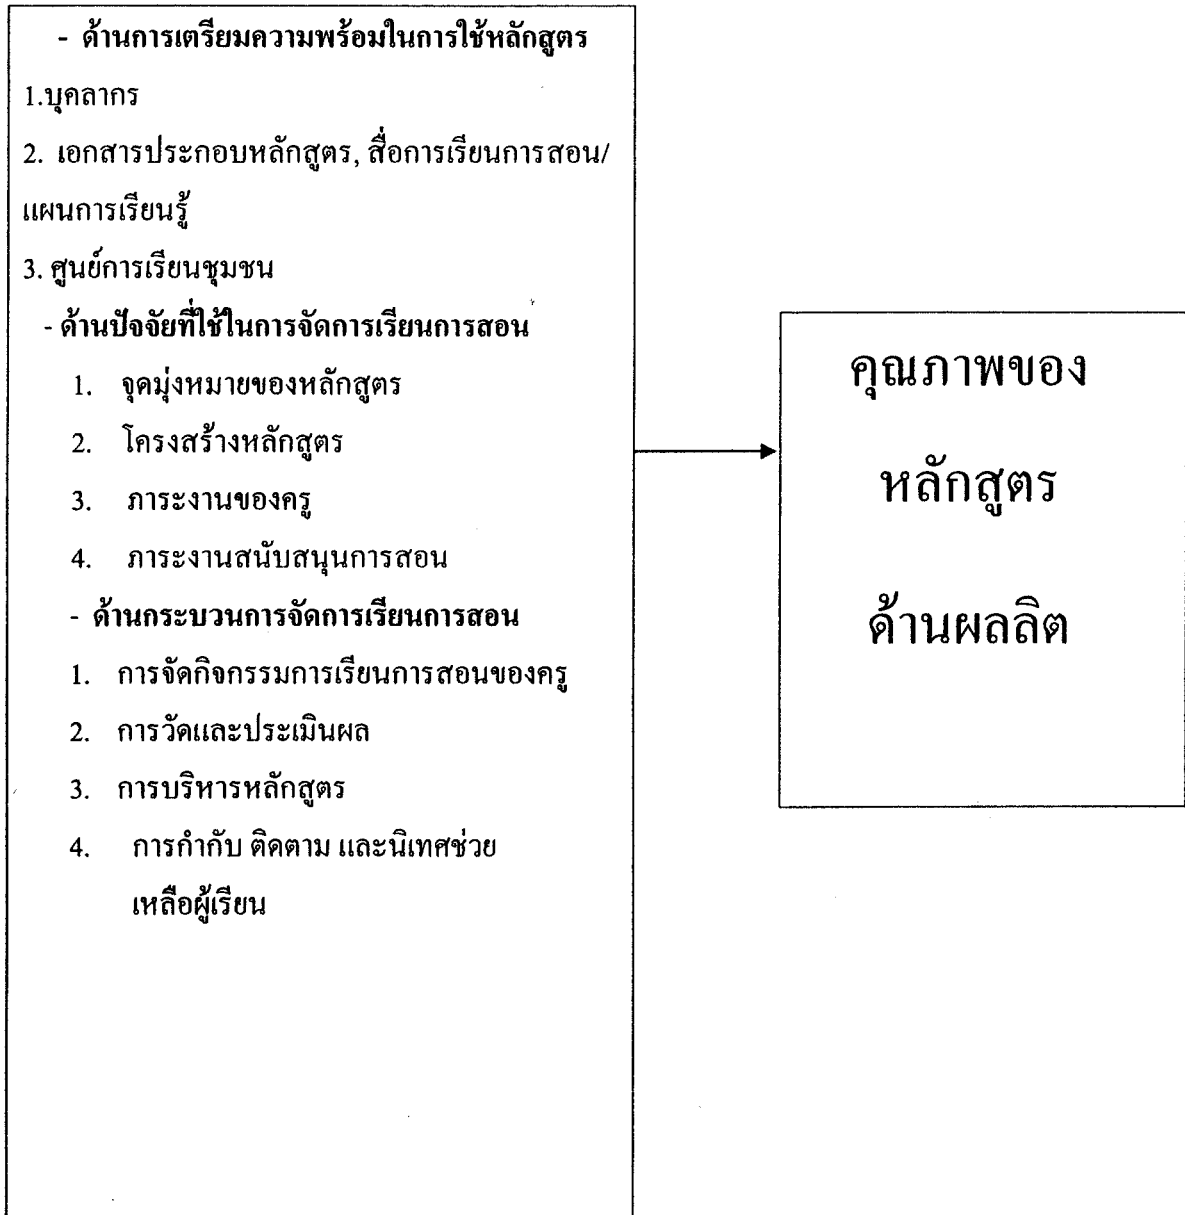 - ด้านการเตรียมความพร้อมในการใช้หลักสูตร
1.บุคลากร
2. เอกสารประกอบหลักสูตร, สื่อการเรียนการสอน/
แผนการเรียนรู้
3. ศูนย์การเรียนชุมชน
- ด้านปัจจัยที่ใช้ในการจัดการเรียนการสอน
1. จุดมุ่งหมายของหลักสูตร
2. โครงสร้างหลักสูตร
3. ภาระงานของครู
4. ภาระงานสนับสนุนการสอน
- ด้านกระบวนการจัดการเรียนการสอน
1. การจัดกิจกรรมการเรียนการสอนของครู
2. การวัดและประเมินผล
3. การบริหารหลักสูตร
4. การกำกับ ติดตาม และนิเทศช่วย
เหลือผู้เรียน
คุณภาพของ
หลักสูตร
ด้านผลลิต